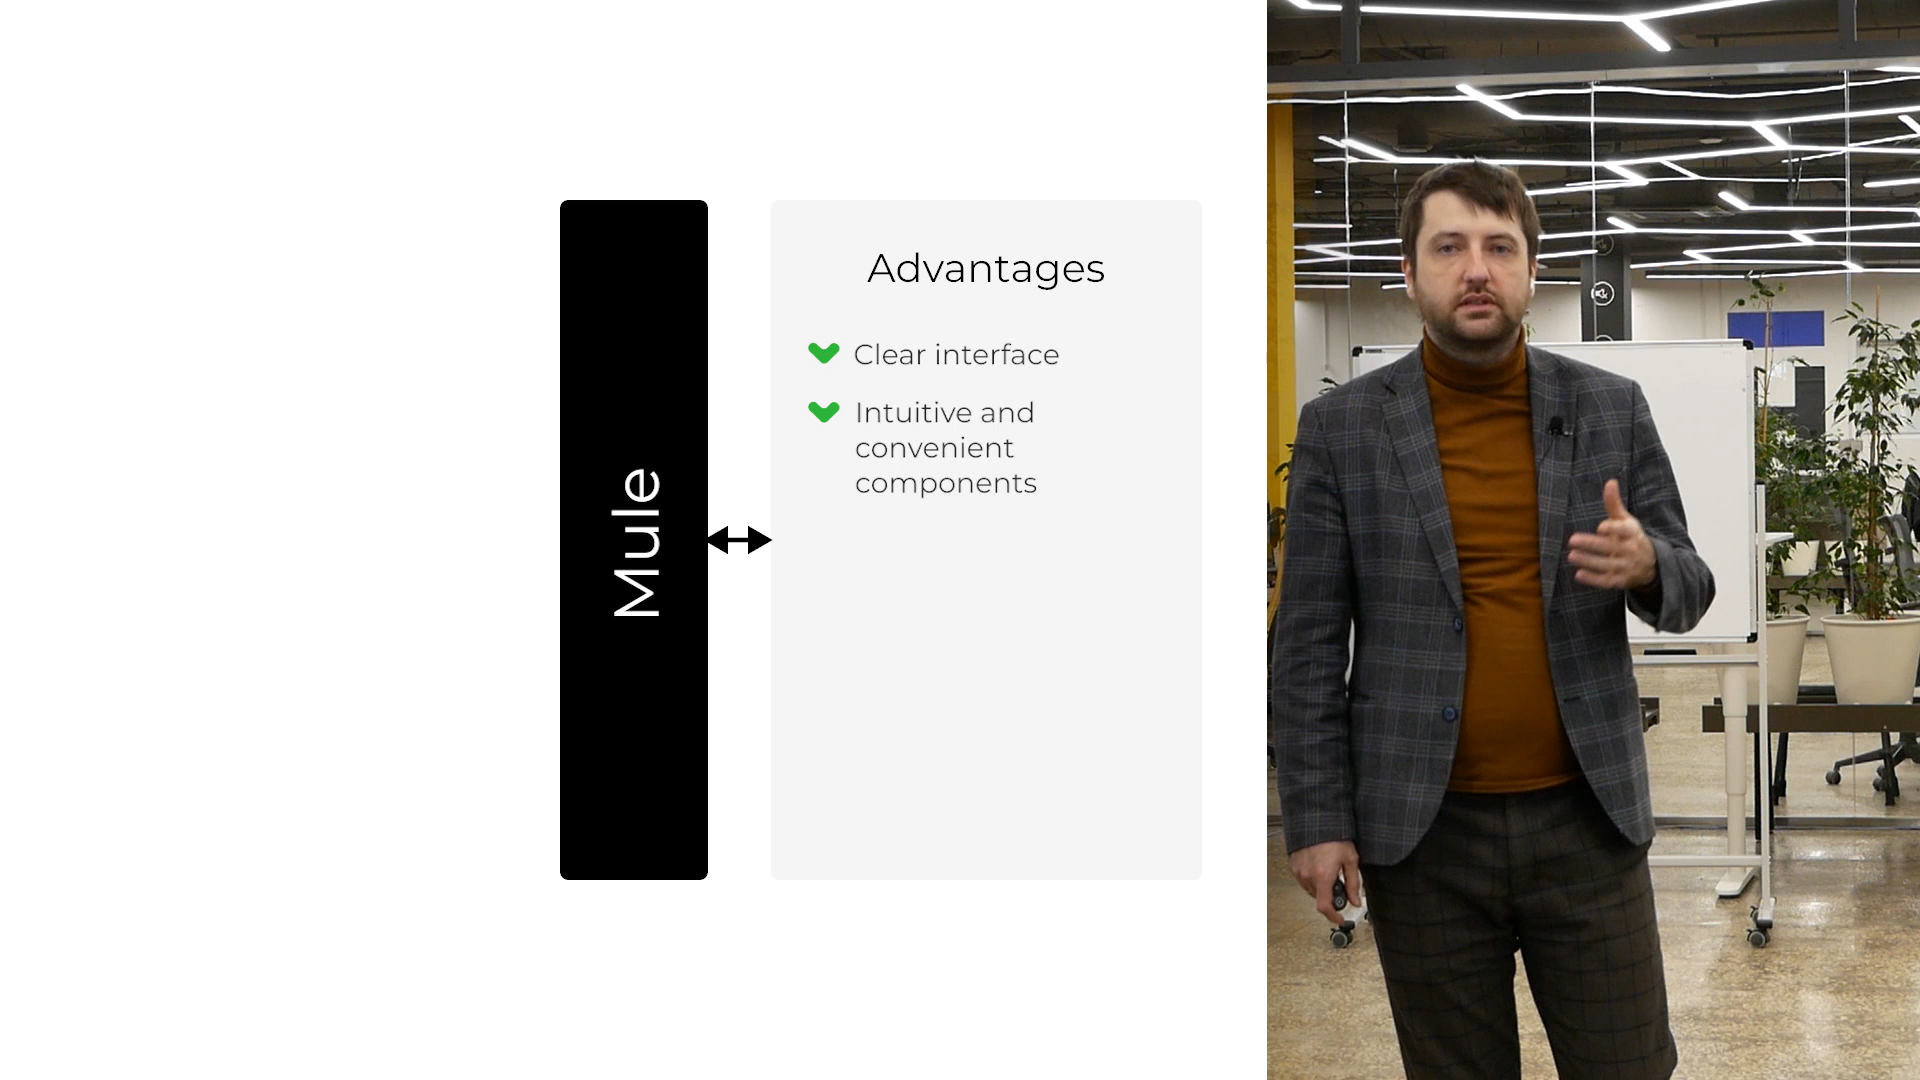 Mule
Advantages
Clear interface
Intuitive and
convenient
components